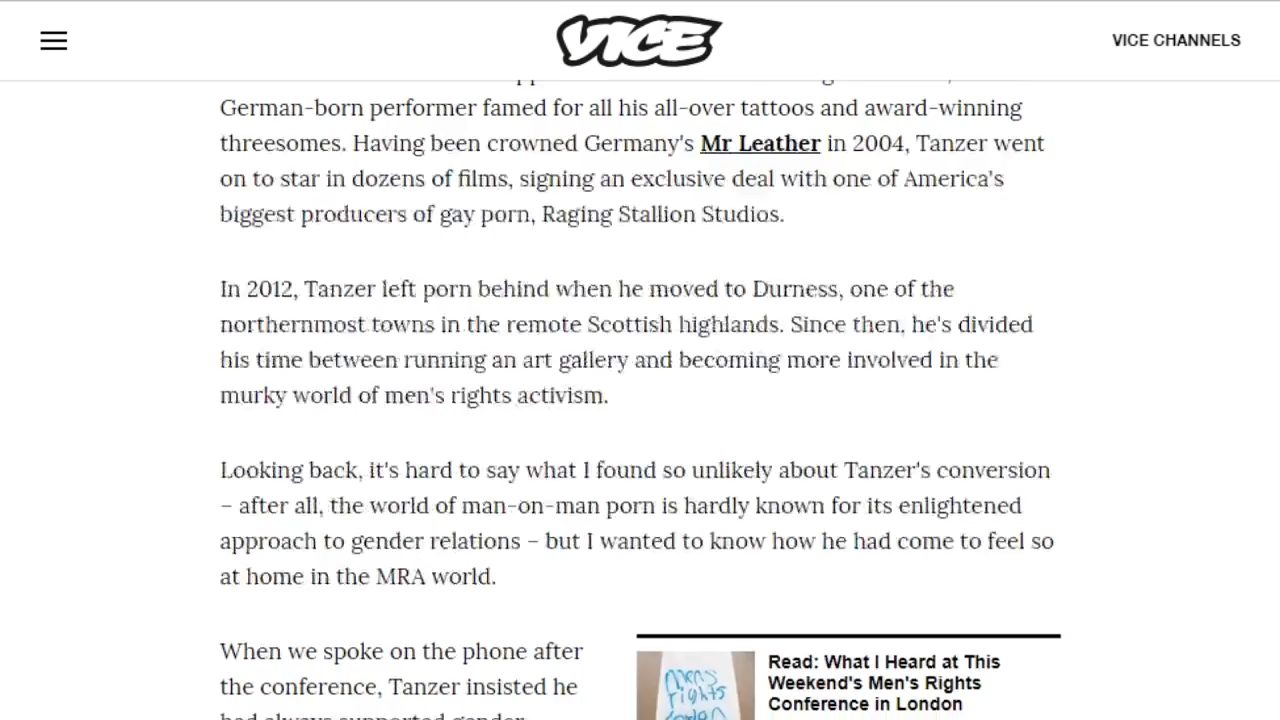 VICE
VICE CHANNELS
German-born performer famed for all his all-over tattoos and award-winning
threesomes. Having been crowned Germany's Mr Leather in 2004, Tanzer went
on to star in dozens of films, signing an exclusive deal with one of America's
biggest producers of gay porn, Raging Stallion Studios.
In 2012, Tanzer left porn behind when he moved to Durness, one of the
northernmost towns in the remote Scottish highlands. Since then, he's divided
his time between running an art gallery and becoming more involved in the
murky world of men's rights activism.
Looking back, it's hard to say what I found so unlikely about Tanzer's conversion
– after all, the world of man-on-man porn is hardly known for its enlightened
approach to gender relations – but I wanted to know how he had come to feel so
at home in the MRA world.
When we spoke on the phone after
the conference, Tanzer insisted he
had always supported gender
Read: What I Heard at This
Weekend's Men's Rights
Conference in London
mens
rights
london